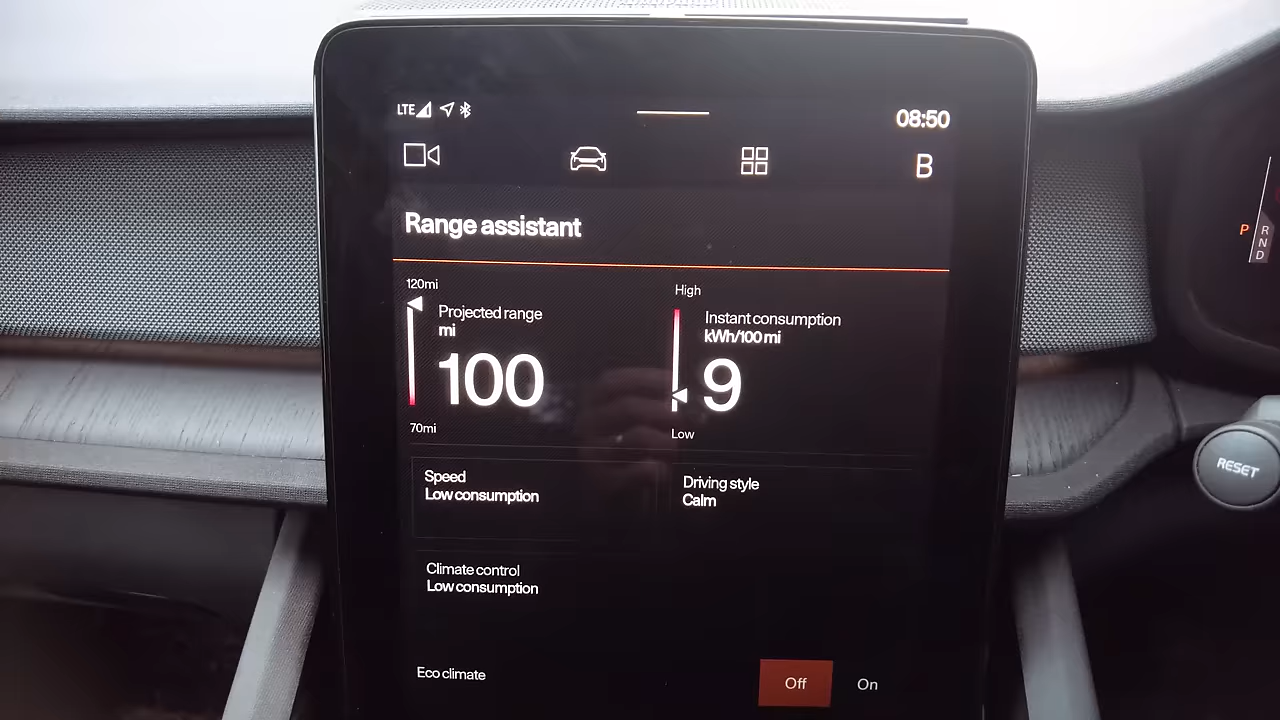 LTE
08:50
B
Range assistant
120mi
Projected range
mi
100
70mi
High
Instant consumption
kWh/100 mi
9
Low
Speed
Low consumption
Driving style
Calm
Climate control
Low consumption
Eco climate
Off
On
P
R
N
D
RESET